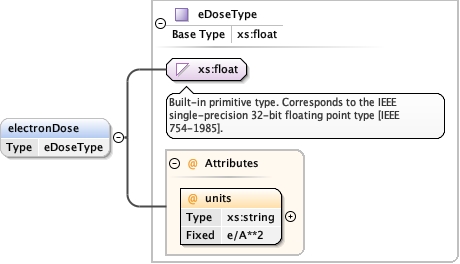 eDoseType
Base Type xs:float
xs:float
Built-in primitive type. Corresponds to the IEEE
single-precision 32-bit floating point type [IEEE
754-1985].
electronDose
Type eDoseType
@ Attributes
@ units
Type xs:string
Fixed e/A**2